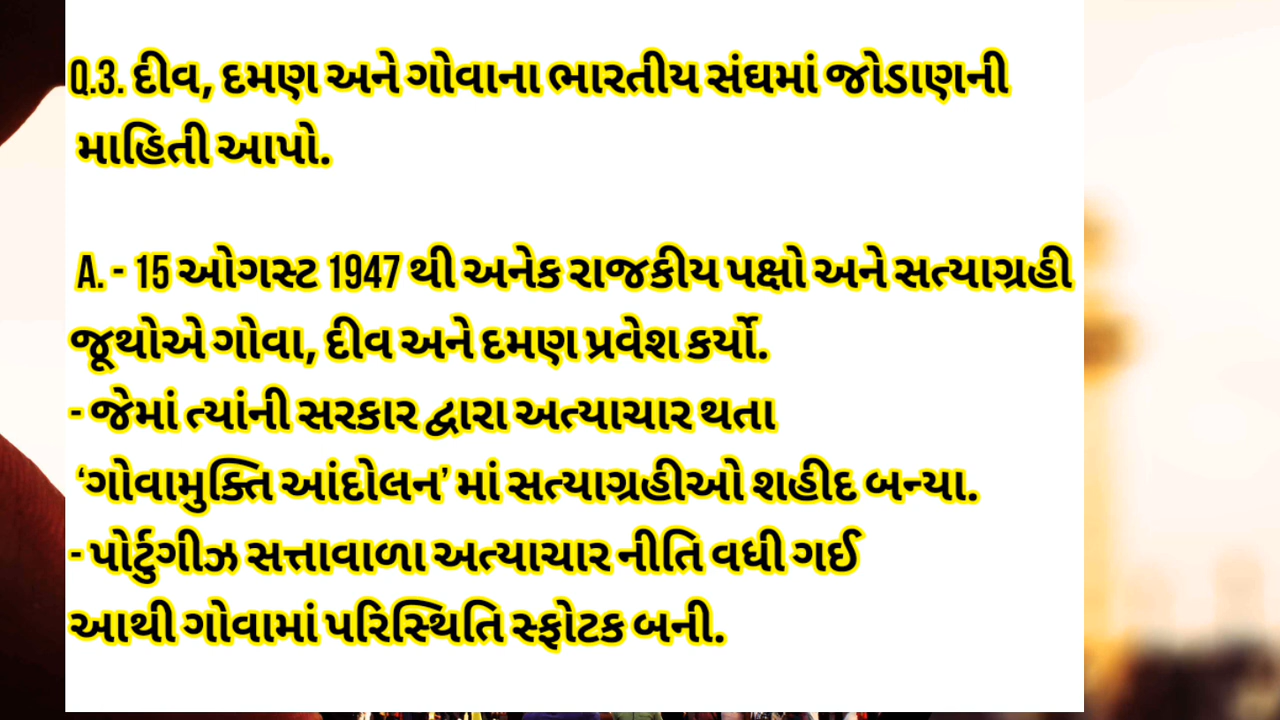 Q.3. દીવ, દમણ અને ગોવાના ભારતીય સંઘમાં જોડાણની
માહિતી આપો.
A. - 15 ઓગસ્ટ 1947 થી અનેક રાજકીય પક્ષો અને સત્યાગ્રહી
જૂથોએ ગોવા, દીવ અને દમણ પ્રવેશ કર્યો.
- જેમાં ત્યાંની સરકાર દ્વારા અત્યાચાર થતા
‘ગોવામુક્તિ આંદોલન’ માં સત્યાગ્રહીઓ શહીદ બન્યા.
- પોર્ટુગીઝ સત્તાવાળા અત્યાચાર નીતિ વધી ગઈ
આથી ગોવામાં પરિસ્થિતિ સ્ફોટક બની.